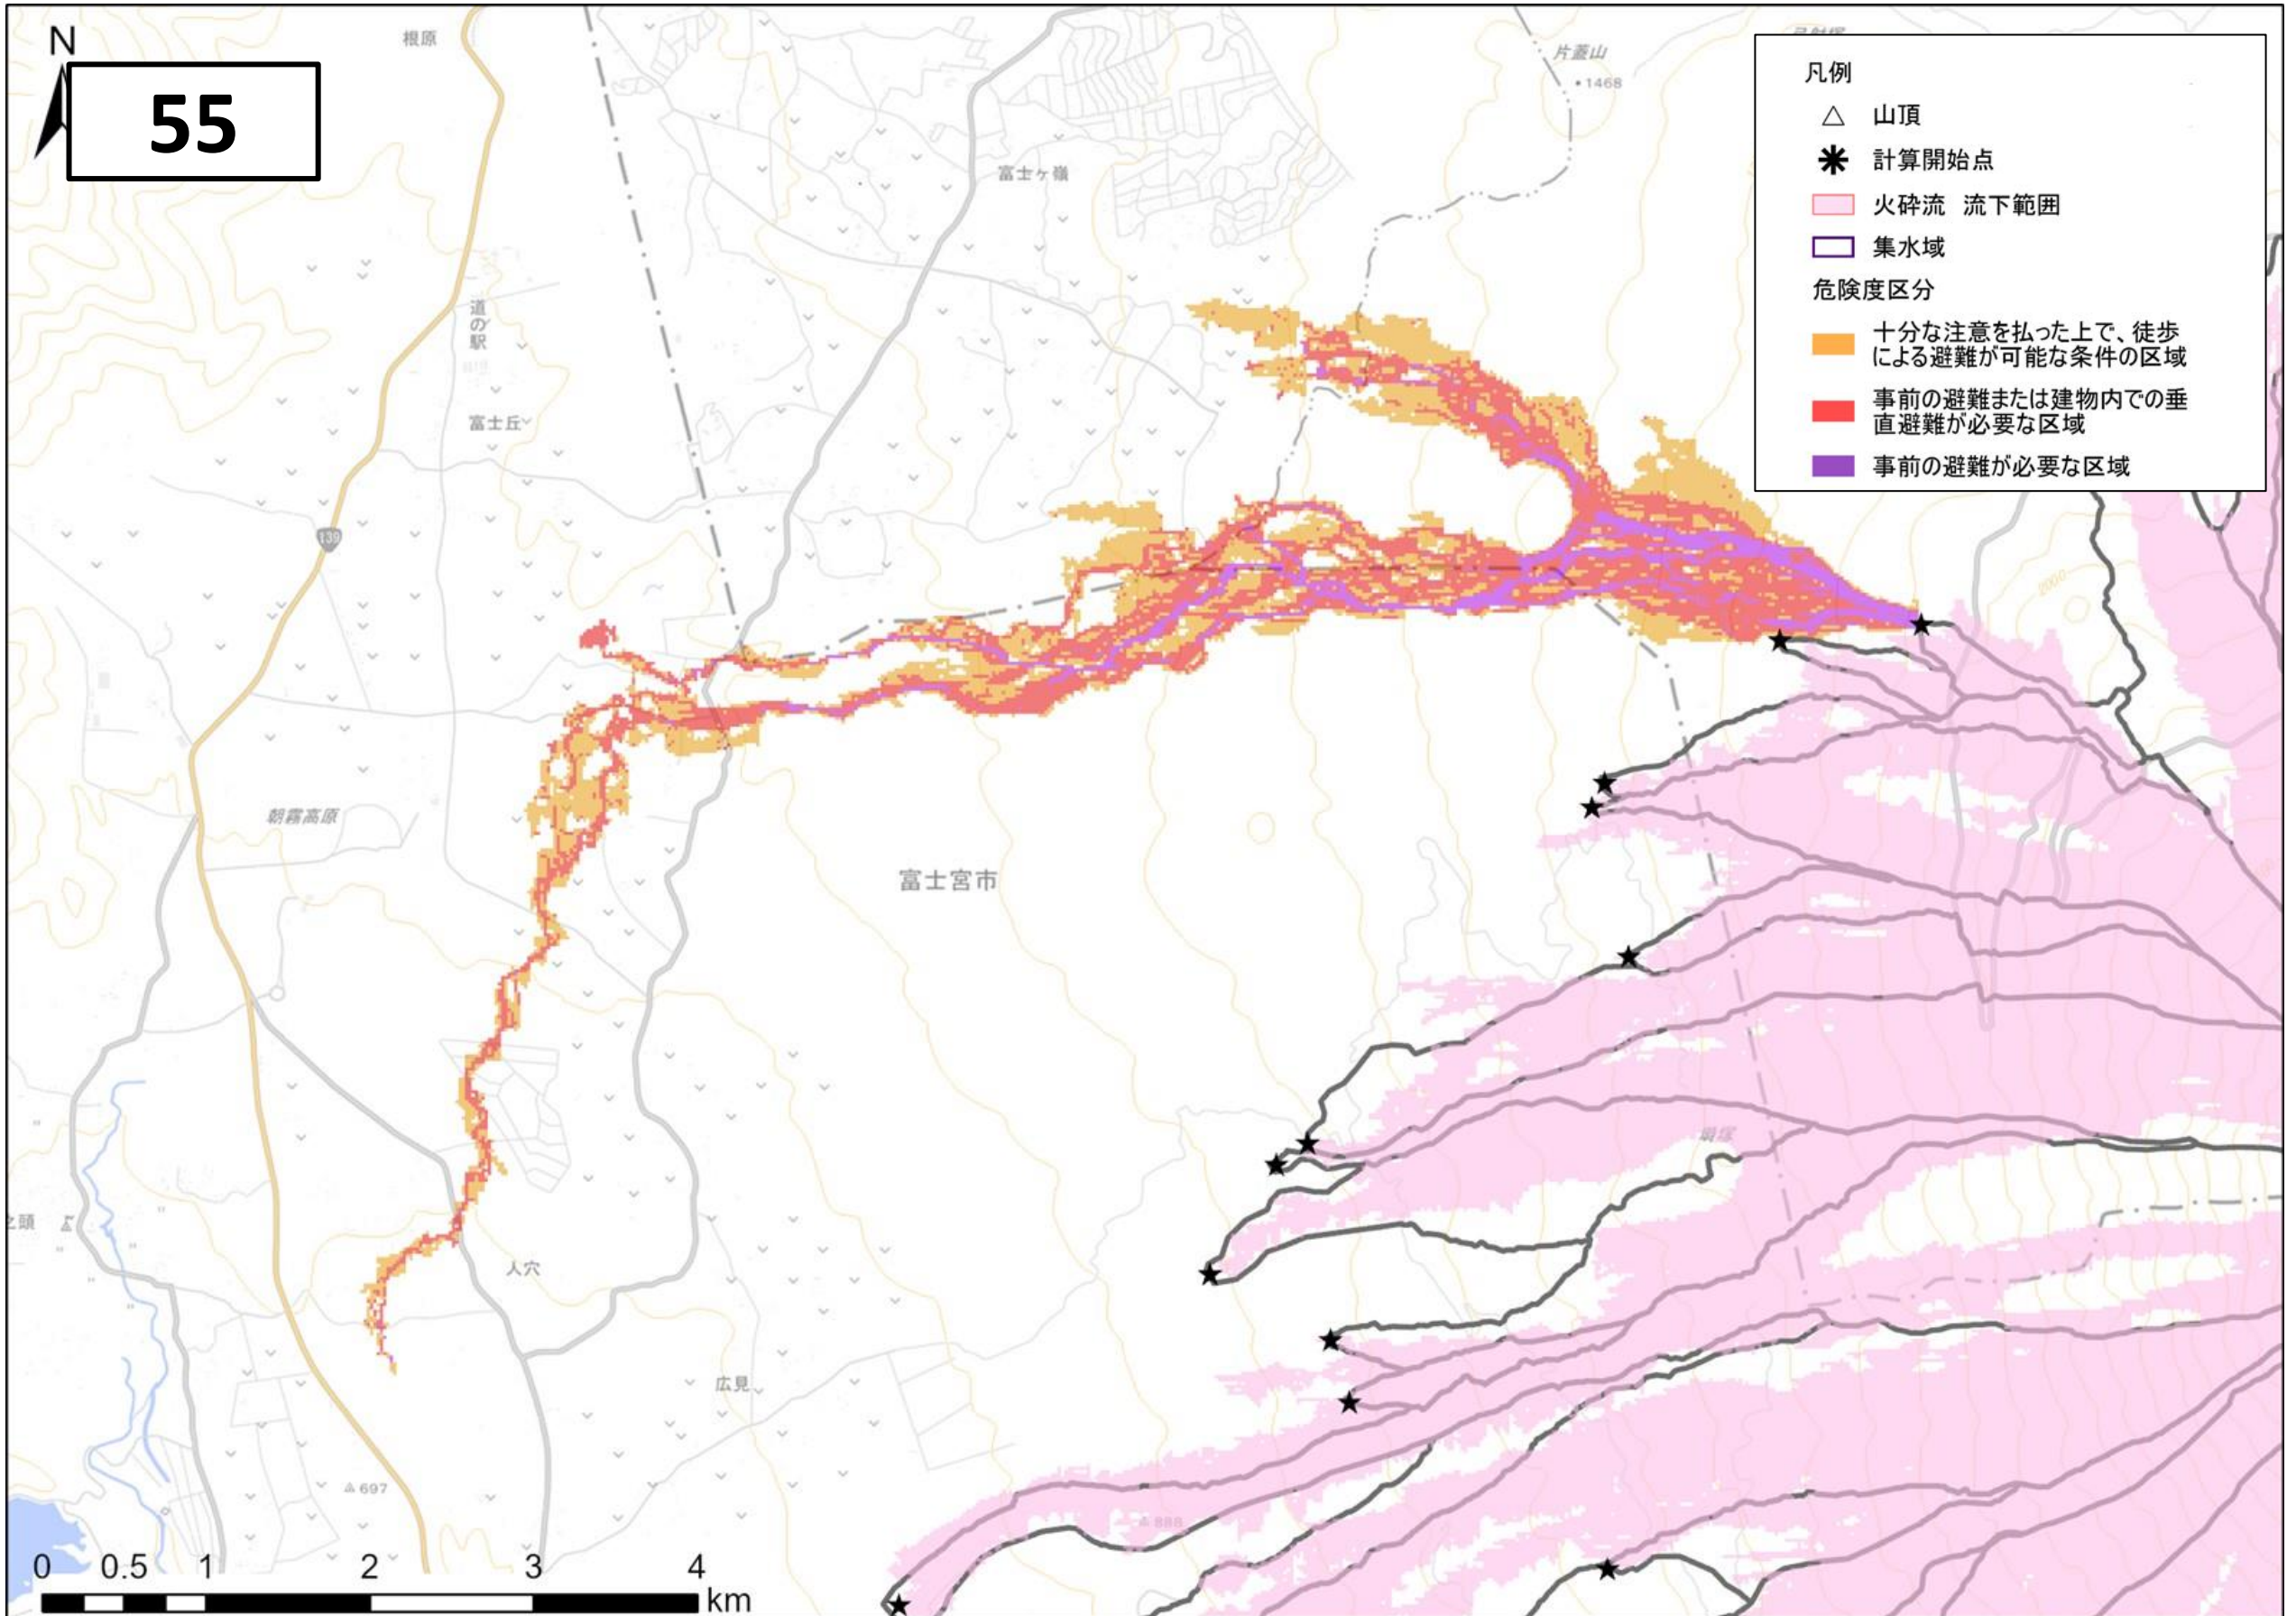 N
55
根原
片蓋山
・1468
富士ヶ嶺
道の駅
富士丘
139
朝霧高原
富士宮市
2000
人穴
広見
697
888
0 0.5 1 2 3 4
km
凡例
山頂
計算開始点
火砕流 流下範囲
集水域
危険度区分
十分な注意を払った上で、徒歩
による避難が可能な条件の区域
事前の避難または建物内での垂
直避難が必要な区域
事前の避難が必要な区域